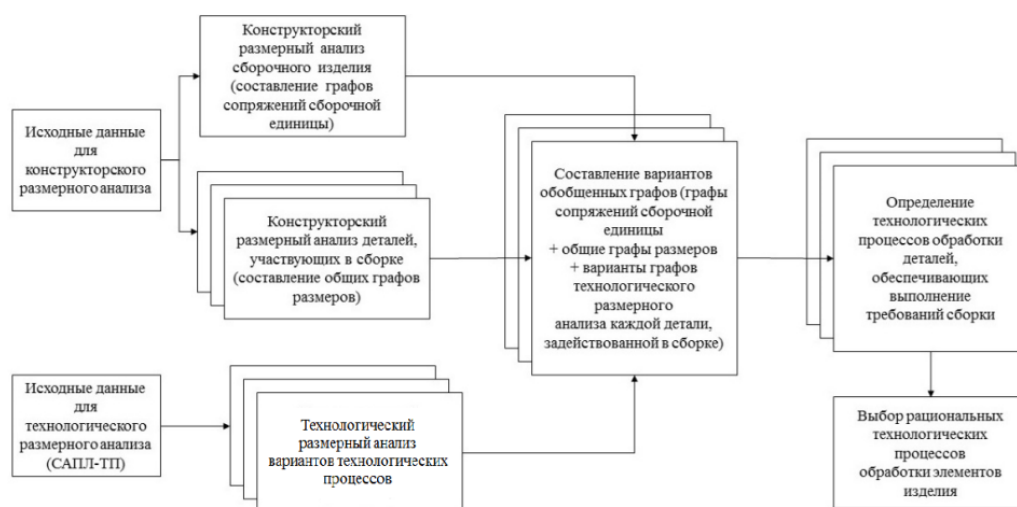 Конструкторский
размерный анализ
сборочного изделия
(составление графов
сопряжений сборочной
единицы)
Исходные данные
для
конструкторского
размерного анализа
Конструкторский
размерный анализ деталей,
участвующих в сборке
(составление общих графов
размеров)
Составление вариантов
обобщенных графов (графы
сопряжений сборочной
единицы
+ общие графы размеров
+ варианты графов
технологического
размерного
анализа каждой детали,
задействованной в сборке)
Определение
технологических
процессов обработки
деталей,
обеспечивающих
выполнение
требований сборки
Исходные данные
для
технологического
размерного анализа
(САПЛ-ТП)
Технологический
размерный анализ
вариантов технологических
процессов
Выбор рациональных
технологических
процессов
обработки элементов
изделия